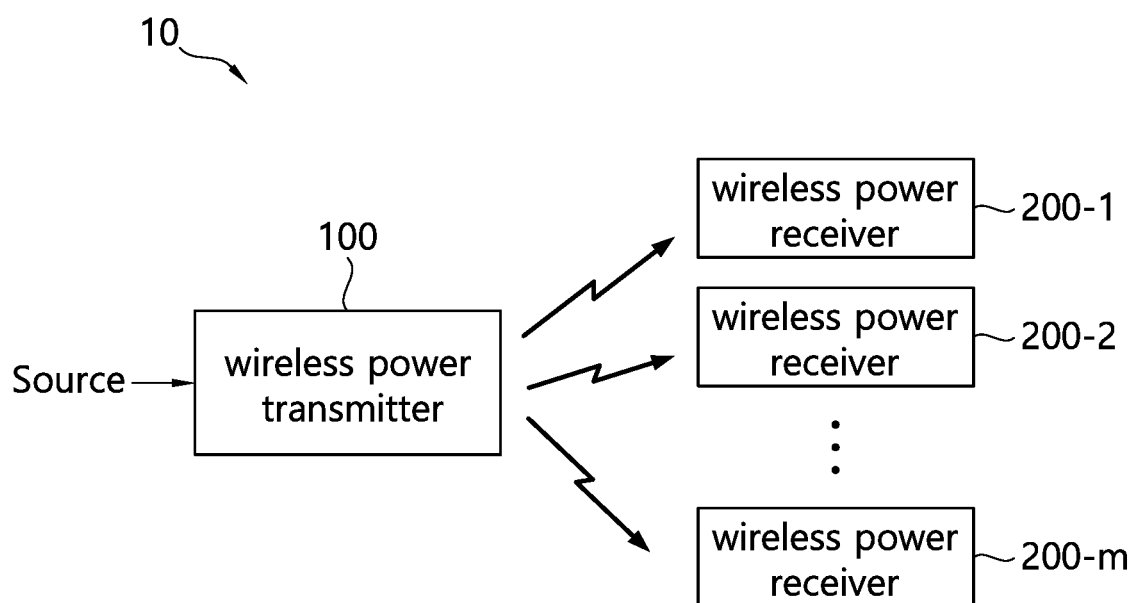 10
wireless power
receiver
200-1
100
wireless power
receiver
200-2
Source
wireless power
transmitter
wireless power
receiver
200-m